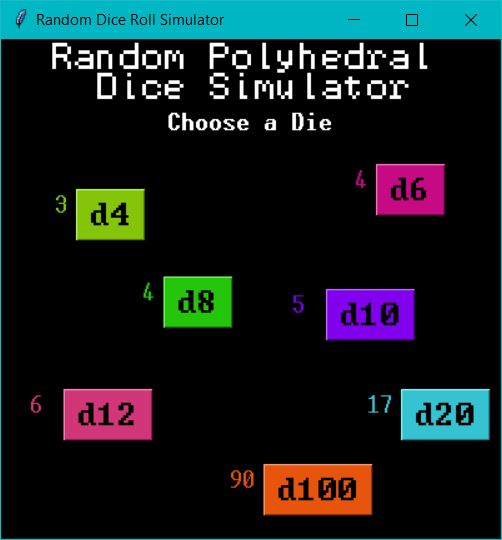 Random Dice Roll Simulator
Random Polyhedral
Dice Simulator
Choose a Die
4 d6
3 d4
4 d8
5 d10
6 d12
17 d20
90 d100